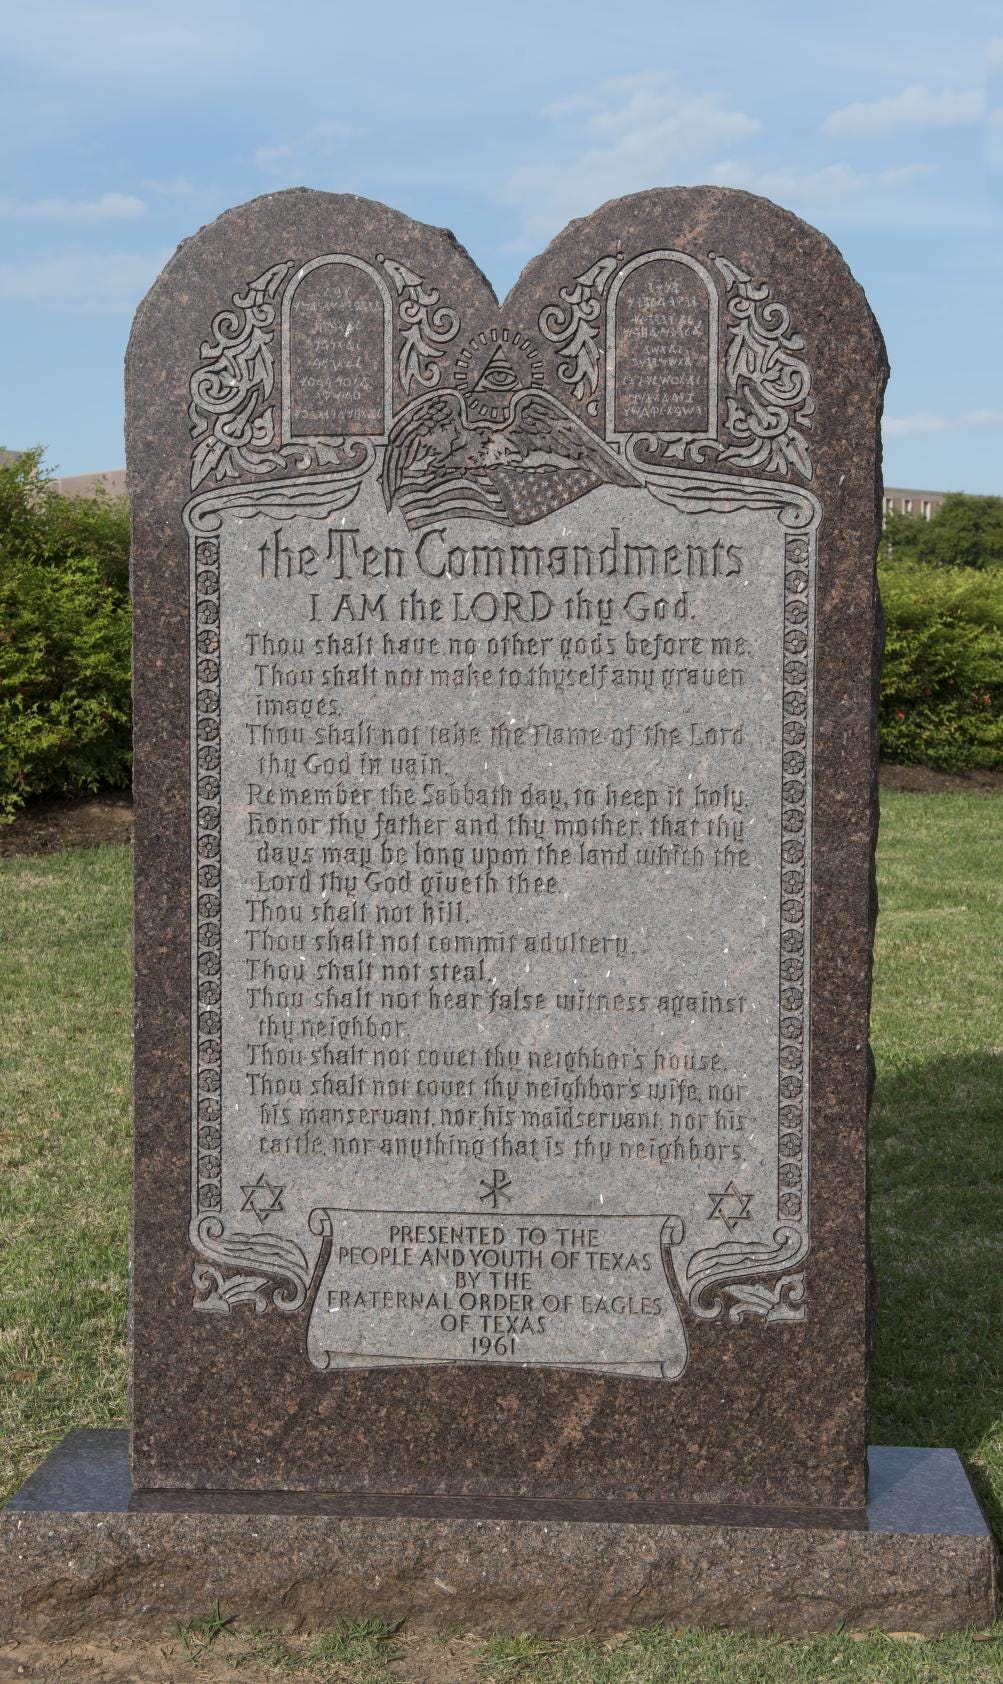 the Ten Commandments
I AM the LORD thy God.
Thou shalt have no other gods before me.
Thou shalt not make to thyself any graven
images.
Thou shalt not take the Name of the Lord
thy God in vain.
Remember the Sabbath day, to keep it holy.
Honor thy father and thy mother, that thy
days may be long upon the land which the
Lord thy God giveth thee.
Thou shalt not kill.
Thou shalt not commit adultery.
Thou shalt not steal.
Thou shalt not bear false witness against
thy neighbor.
Thou shalt not covet thy neighbor's house.
Thou shalt not covet thy neighbor's wife, nor
his manservant, nor his maidservant, nor his
cattle, nor anything that is thy neighbor's.
PRESENTED TO THE
PEOPLE AND YOUTH OF TEXAS
BY THE
FRATERNAL ORDER OF EAGLES
OF TEXAS
1961